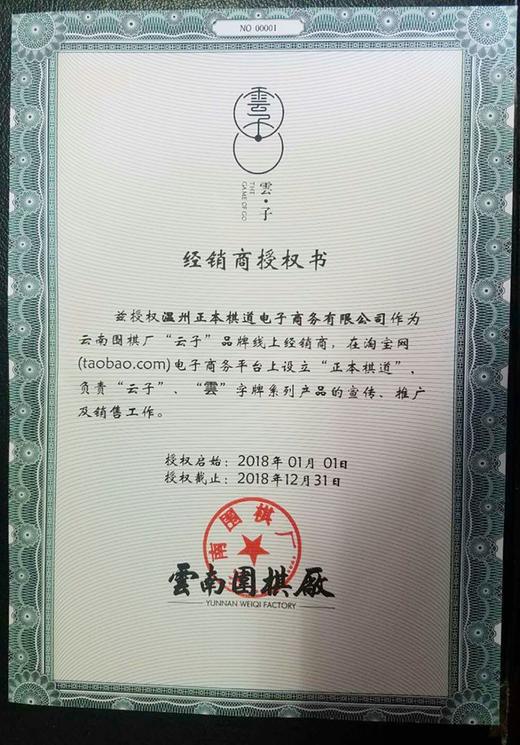 NO 00001
雲子
雲·子
THE
GAME OF GO
经销商授权书
兹授权温州正本棋道电子商务有限公司作为
云南围棋厂“云子”品牌线上经销商，在淘宝网
(taobao.com)电子商务平台上设立“正本棋道”，
负责“云子”、“雲”字牌系列产品的宣传、推广
及销售工作。
授权启始：2018年01月01日
授权截止：2018年12月31日
南围棋厂
雲南圍棋厰
YUNNAN WEIQI FACTORY